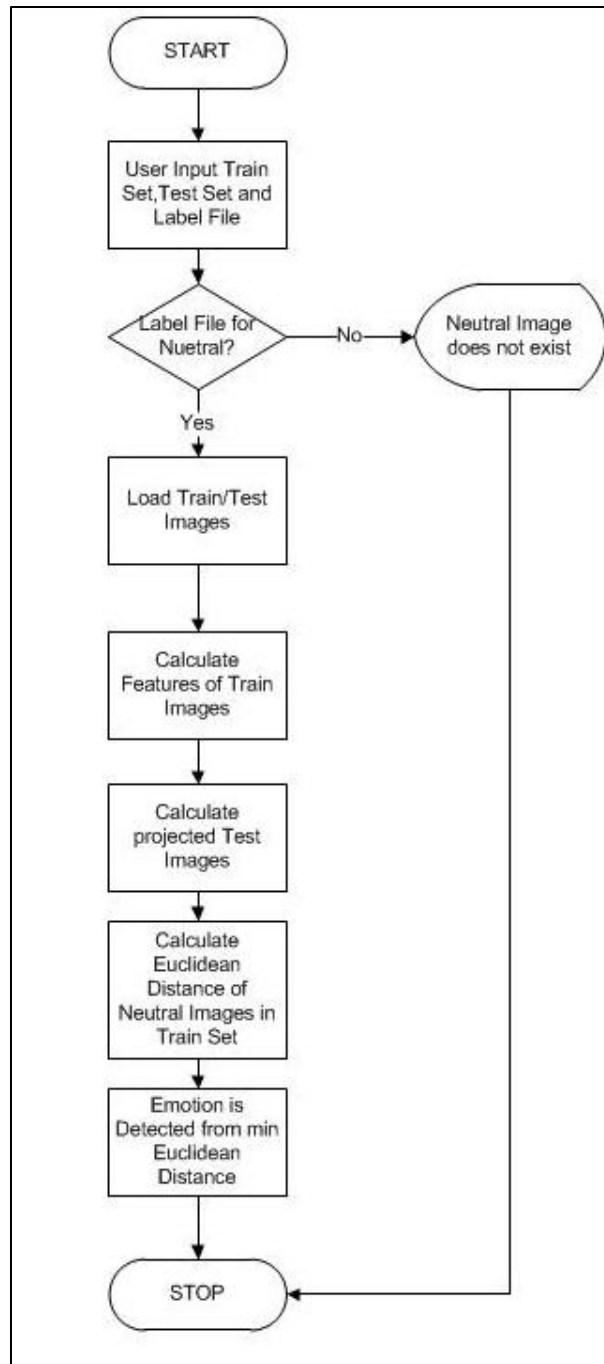 START
User Input Train
Set,Test Set and
Label File
Label File for
Nuetral?
No
Neutral Image
does not exist
Yes
Load Train/Test
Images
Calculate
Features of Train
Images
Calculate
projected Test
Images
Calculate
Euclidean
Distance of
Neutral Images in
Train Set
Emotion is
Detected from min
Euclidean
Distance
STOP